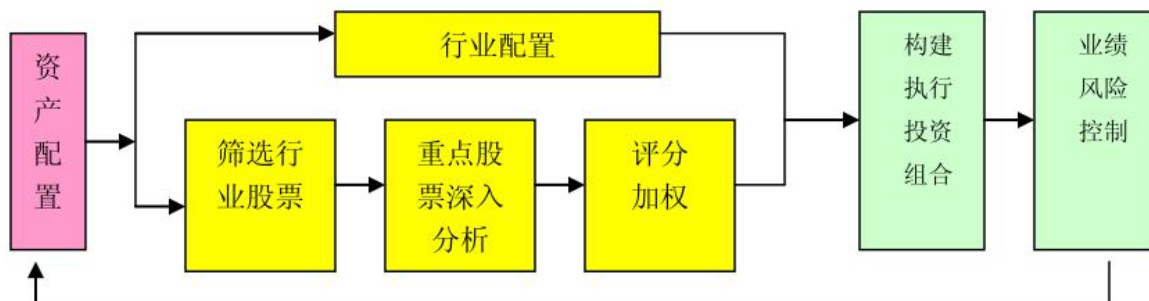 资
产
配
置
行业配置
筛选行
业股票
重点股
票深入
分析
评分
加权
构建
执行
投资
组合
业绩
风险
控制